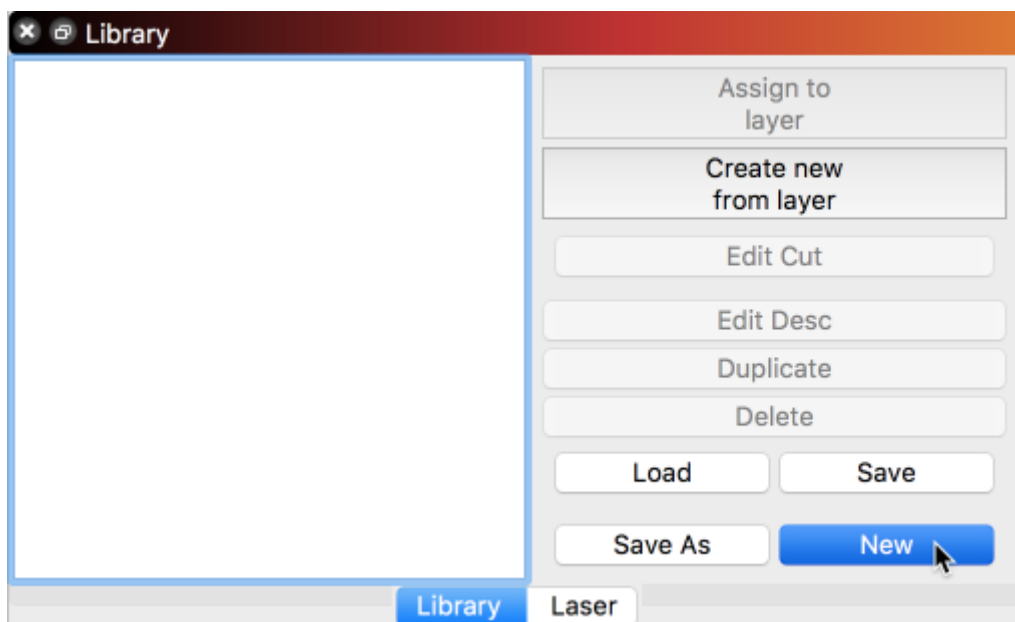 Library
Assign to
layer
Create new
from layer
Edit Cut
Edit Desc
Duplicate
Delete
Load Save
Save As New
Library Laser